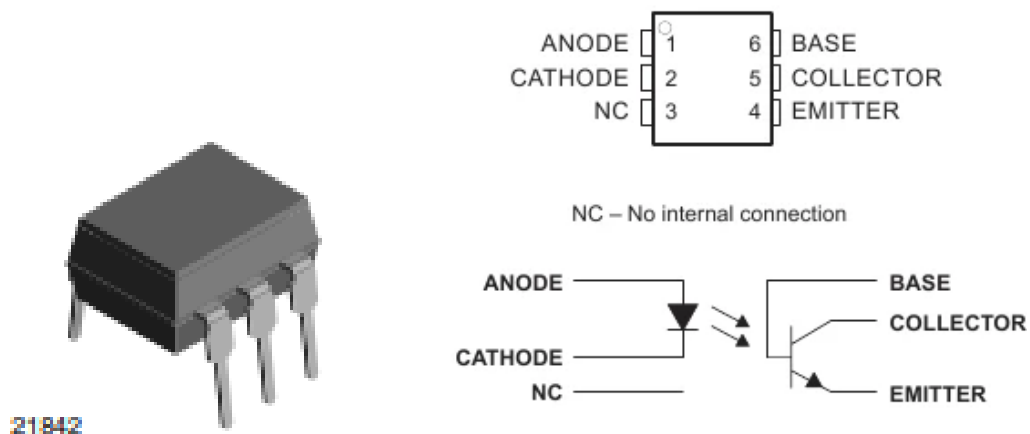 ANODE 1 6 BASE
CATHODE 2 5 COLLECTOR
NC 3 4 EMITTER
NC – No internal connection
ANODE BASE
COLLECTOR
CATHODE
NC EMITTER
21842